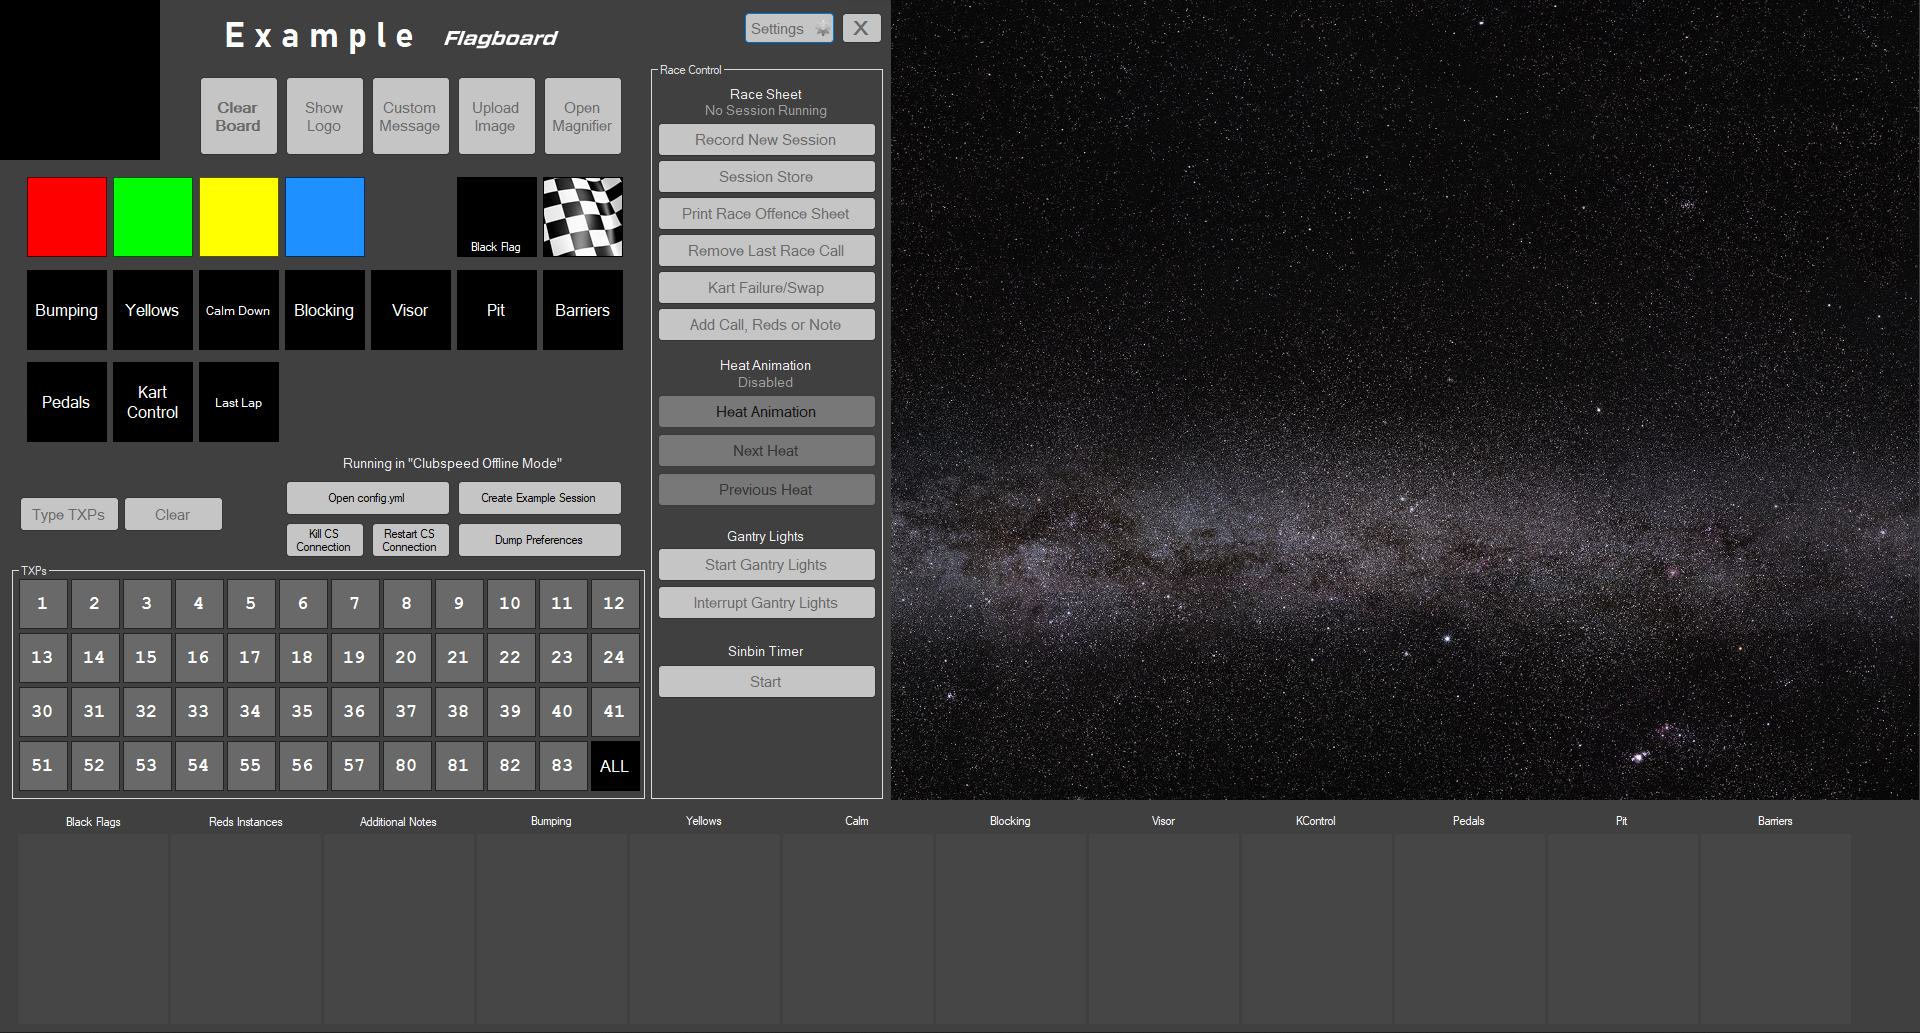 Example Flagboard
Settings
X
Clear
Board
Show
Logo
Custom
Message
Upload
Image
Open
Magnifier
Black Flag
Bumping
Yellows
Calm Down
Blocking
Visor
Pit
Barriers
Pedals
Kart
Control
Last Lap
Running in "Clubspeed Offline Mode"
Type TXPs
Clear
Open config.yml
Create Example Session
Kill CS
Connection
Restart CS
Connection
Dump Preferences
TXPs
1 2 3 4 5 6 7 8 9 10 11 12
13 14 15 16 17 18 19 20 21 22 23 24
30 31 32 33 34 35 36 37 38 39 40 41
51 52 53 54 55 56 57 80 81 82 83 ALL
Race Control
Race Sheet
No Session Running
Record New Session
Session Store
Print Race Offence Sheet
Remove Last Race Call
Kart Failure/Swap
Add Call, Reds or Note
Heat Animation
Disabled
Heat Animation
Next Heat
Previous Heat
Gantry Lights
Start Gantry Lights
Interrupt Gantry Lights
Sinbin Timer
Start
Black Flags Reds Instances Additional Notes Bumping Yellows Calm Blocking Visor KControl Pedals Pit Barriers